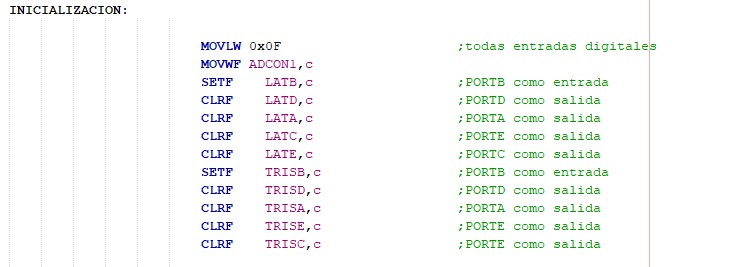 INICIALIZACION:
MOVLW 0x0F ;todas entradas digitales
MOVWF ADCON1,c
SETF LATB,c ;PORTB como entrada
CLRF LATD,c ;PORTD como salida
CLRF LATA,c ;PORTA como salida
CLRF LATC,c ;PORTE como salida
CLRF LATE,c ;PORTC como salida
SETF TRISB,c ;PORTB como entrada
CLRF TRISD,c ;PORTD como salida
CLRF TRISA,c ;PORTA como salida
CLRF TRISE,c ;PORTE como salida
CLRF TRISC,c ;PORTE como salida